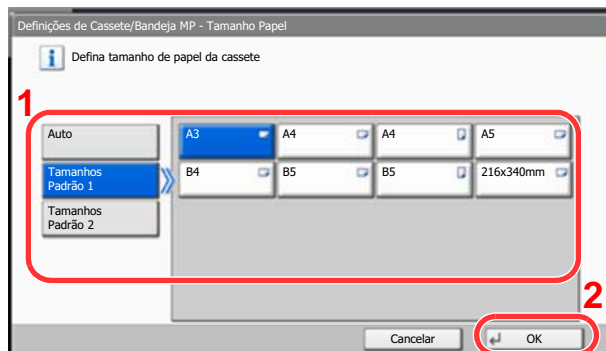 Definições de Cassete/Bandeja MP - Tamanho Papel
Defina tamanho de papel da cassete
1
Auto
A3
A4
A4
A5
Tamanhos
Padrão 1
B4
B5
B5
216x340mm
Tamanhos
Padrão 2
2
Cancelar
OK